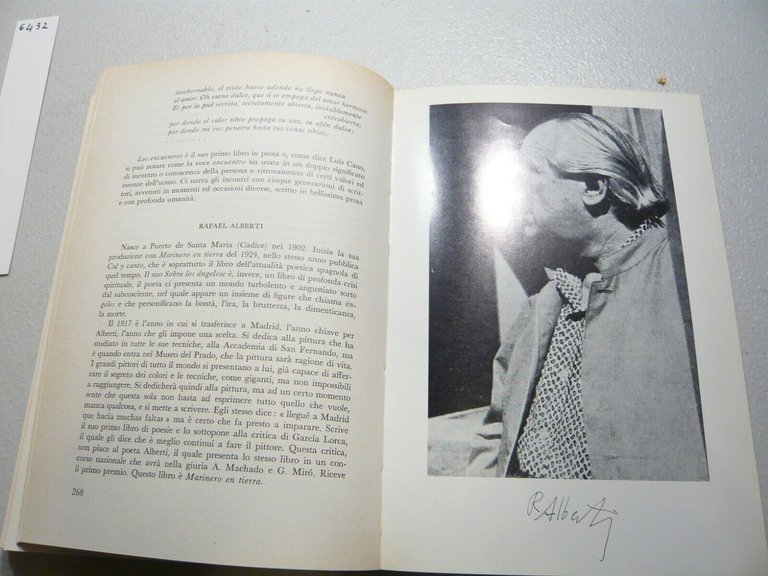 6432
insobornable, el triste hueso adonde no llega nunca
el amor. Oh carne dulce, que sí se empapa del amor hermoso.
Es por la piel secreta, secretamente abierta, invisiblemente
entreabierta,
por donde el calor tibio propaga su voz, su afán dulce;
por donde mi voz penetra hasta tus venas tibias,
. . . . . . . .
Los encuentros è il suo primo libro in prosa e, come dice Luís Cano,
si può notare come la voce encuentro sia usata in un doppio significato
di incontro o conoscenza della persona e ritrovamento di certi valori ed
essenze dell'uomo. Ci narra gli incontri con cinque generazioni di scrit-
tori, avvenuti in momenti ed occasioni diverse, scritto in bellissima prosa
e con profonda umanità.
RAFAEL ALBERTI
Nasce a Puerto de Santa Maria (Cadice) nel 1902. Inizia la sua
produzione con Marinero en tierra del 1924, nello stesso anno pubblica
Cal y canto, che è soprattutto il libro dell'attualità poetica spagnola di
quel tempo. Il suo Sobre los ángelese è, invece, un libro di profonda crisi
spirituale, il poeta ci presenta un mondo turbolento e angustiato sorto
dal subcosciente, nel quale appare un insieme di figure che chiama án-
geles e che personificano la bontà, l'ira, la bruttezza, la dimenticanza,
la morte.
Il 1917 è l'anno in cui si trasferisce a Madrid, l'anno chiave per
Alberti, l'anno che gli impone una scelta. Si dedica alla pittura che ha
studiato in tutte le sue tecniche, alla Accademia di San Fernando, ma
è quando entra nel Museo del Prado, che la pittura sarà ragione di vita.
I grandi pittori di tutto il mondo si presentano a lui, già capace di affer-
rare il segreto dei colori e le tecniche, come giganti, ma non impossibili
a raggiungere. Si dedicherà quindi alla pittura, ma ad un certo momento
sente che questa sola non basta ad esprimere tutto quello che vuole,
manca qualcosa, e si mette a scrivere. Egli stesso dice : « llegué a Madrid
que hacía muchas faltas » ma è certo che fa presto a imparare. Scrive
il suo primo libro di poesie e lo sottopone alla critica di García Lorca,
il quale gli dice che è meglio continui a fare il pittore. Questa critica,
non piace al poeta Alberti, il quale presenta lo stesso libro in un con-
corso nazionale che avrà nella giuria A. Machado e G. Miró. Riceve
il primo premio. Questo libro è Marinero en tierra.
268
R Alberti